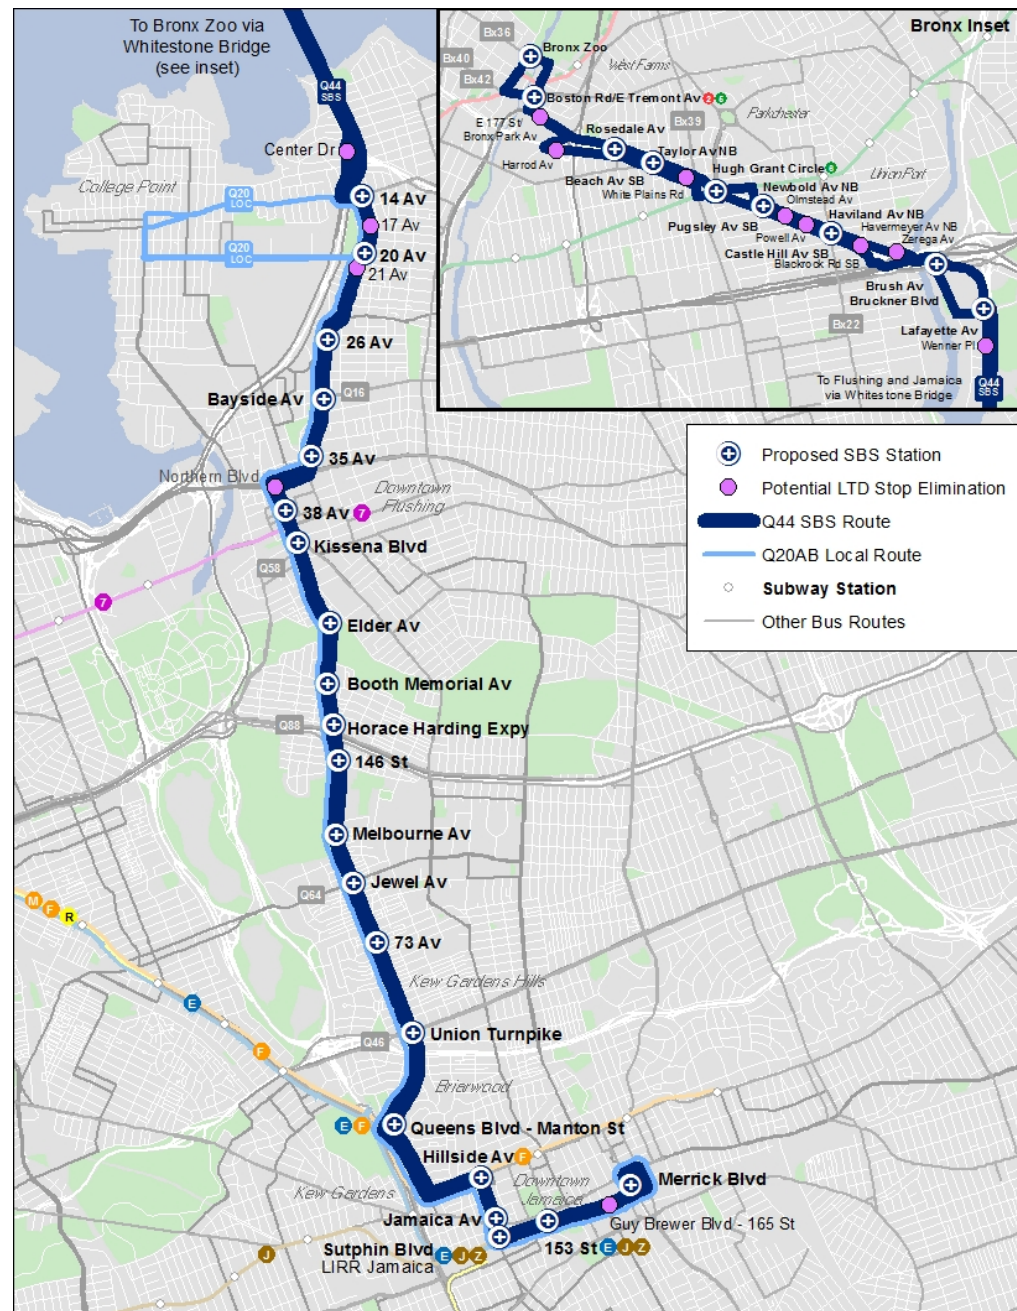 To Bronx Zoo via
Whitestone Bridge
(see inset)
Q44
SBS
Center Dr
College Point
Q20
LOC
14 Av
17 Av
Q20
LOC
20 Av
21 Av
26 Av
Bayside Av
Q16
35 Av
Northern Blvd
Downtown
Flushing
38 Av
7
Kissena Blvd
Q58
7
Elder Av
Booth Memorial Av
Q88
Horace Harding Expy
146 St
Melbourne Av
Q64
Jewel Av
M
F
R
73 Av
Kew Gardens Hills
E
Union Turnpike
Q46
F
Briarwood
E
F
Queens Blvd - Manton St
Hillside Av
F
Kew Gardens
Downtown
Jamaica
Merrick Blvd
Jamaica Av
Guy Brewer Blvd - 165 St
J
Sutphin Blvd
LIRR Jamaica
E
J
Z
153 St
E
J
Z
Bronx Inset
Bx36
Bronx Zoo
Bx40
West Farms
Bx42
Boston Rd/E Tremont Av
2
5
E 177 St/
Bronx Park Av
Bx39
Parkchester
Rosedale Av
Harrod Av
Taylor Av NB
Hugh Grant Circle
6
Unionport
Beach Av SB
White Plains Rd
Newbold Av NB
Olmstead Av
Pugsley Av SB
Haviland Av NB
Havermeyer Av NB
Powell Av
Zerega Av
Castle Hill Av SB
Blackrock Rd SB
Brush Av
Bruckner Blvd
Bx22
Lafayette Av
Wenner Pl
To Flushing and Jamaica
via Whitestone Bridge
Q44
SBS
Proposed SBS Station
Potential LTD Stop Elimination
Q44 SBS Route
Q20AB Local Route
Subway Station
Other Bus Routes